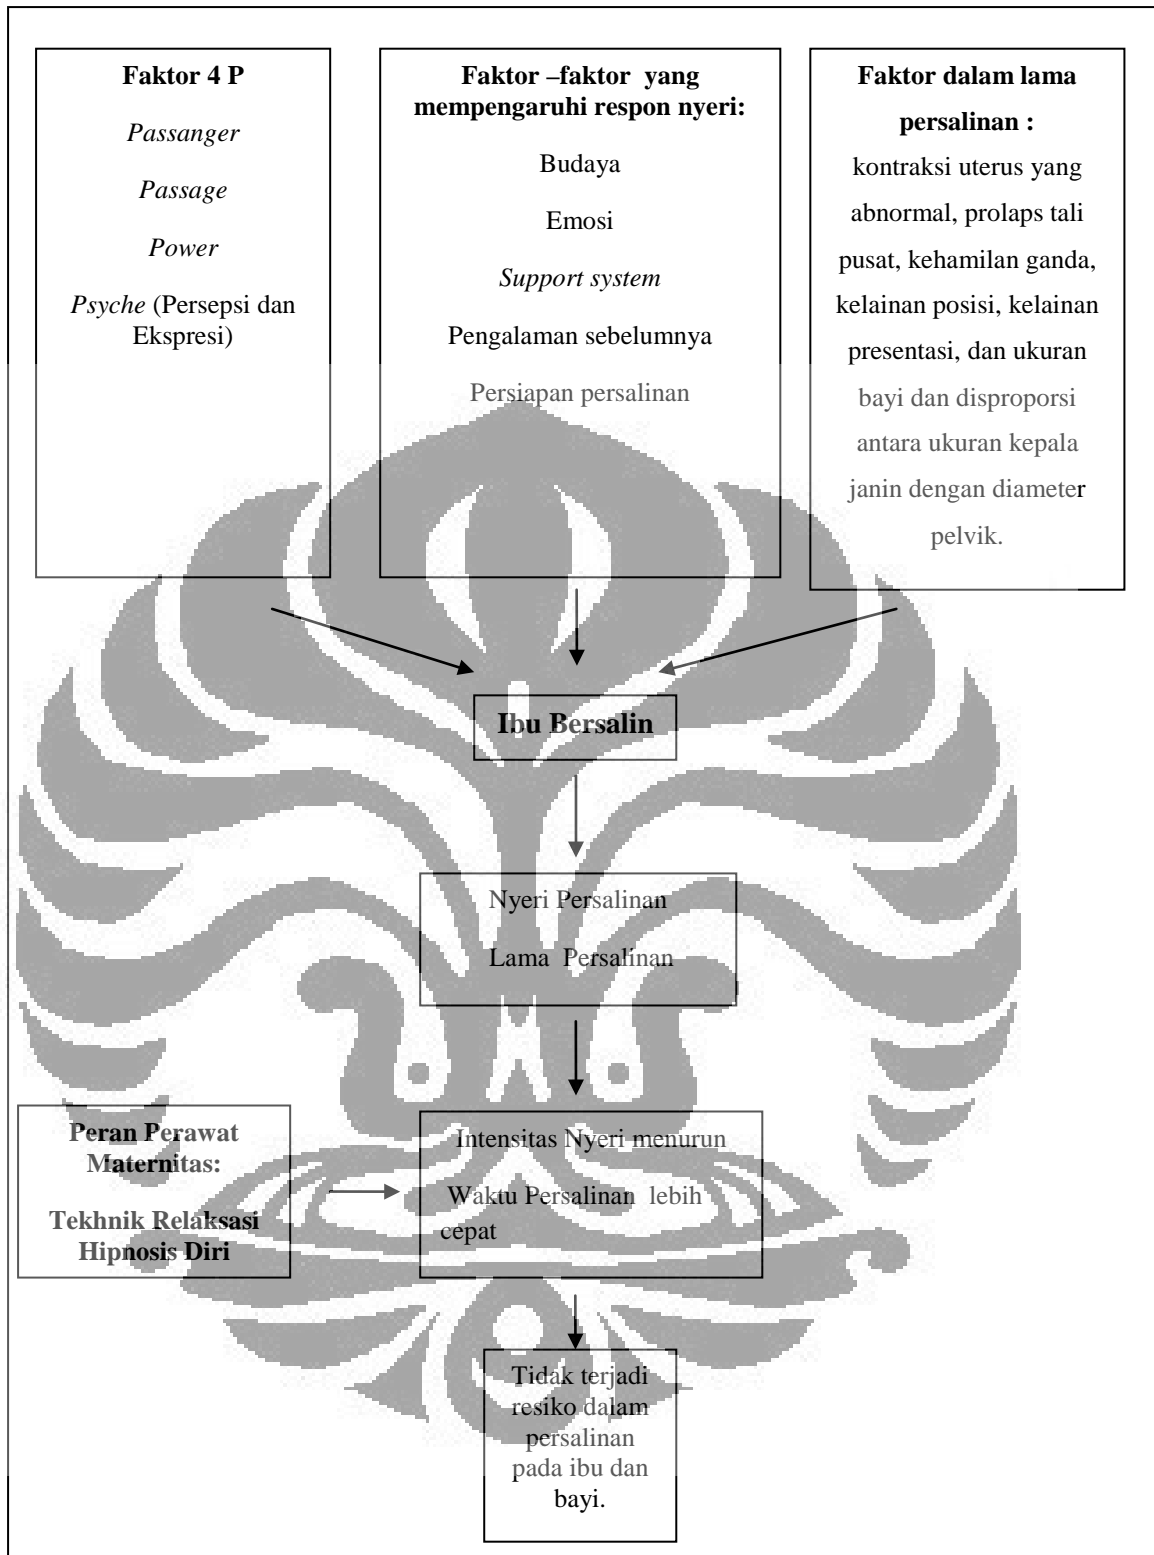 Faktor 4 P
Passanger
Passage
Power
Psyche (Persepsi dan
Ekspresi)
Faktor –faktor yang
mempengaruhi respon nyeri:
Budaya
Emosi
Support system
Pengalaman sebelumnya
Persiapan persalinan
Faktor dalam lama
persalinan :
kontraksi uterus yang
abnormal, prolaps tali
pusat, kehamilan ganda,
kelainan posisi, kelainan
presentasi, dan ukuran
bayi dan disproporsi
antara ukuran kepala
janin dengan diameter
pelvik.
Ibu Bersalin
Nyeri Persalinan
Lama Persalinan
Peran Perawat
Maternitas:
Tekhnik Relaksasi
Hipnosis Diri
Intensitas Nyeri menurun
Waktu Persalinan lebih
cepat
Tidak terjadi
resiko dalam
persalinan
pada ibu dan
bayi.